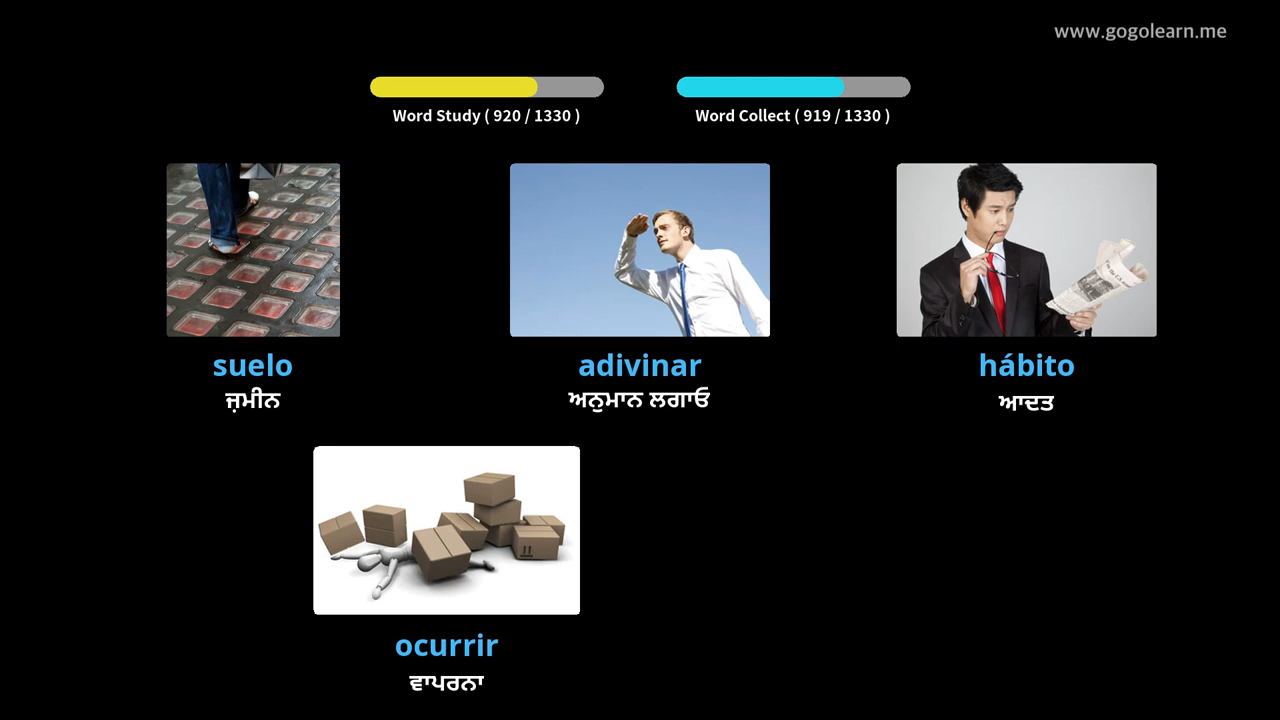 www.gogolearn.me
Word Study ( 920 / 1330 )
Word Collect ( 919 / 1330 )
suelo
ਜ਼ਮੀਨ
adivinar
ਅਨੁਮਾਨ ਲਗਾਓ
hábito
ਆਦਤ
ocurrir
ਵਾਪਰਨਾ